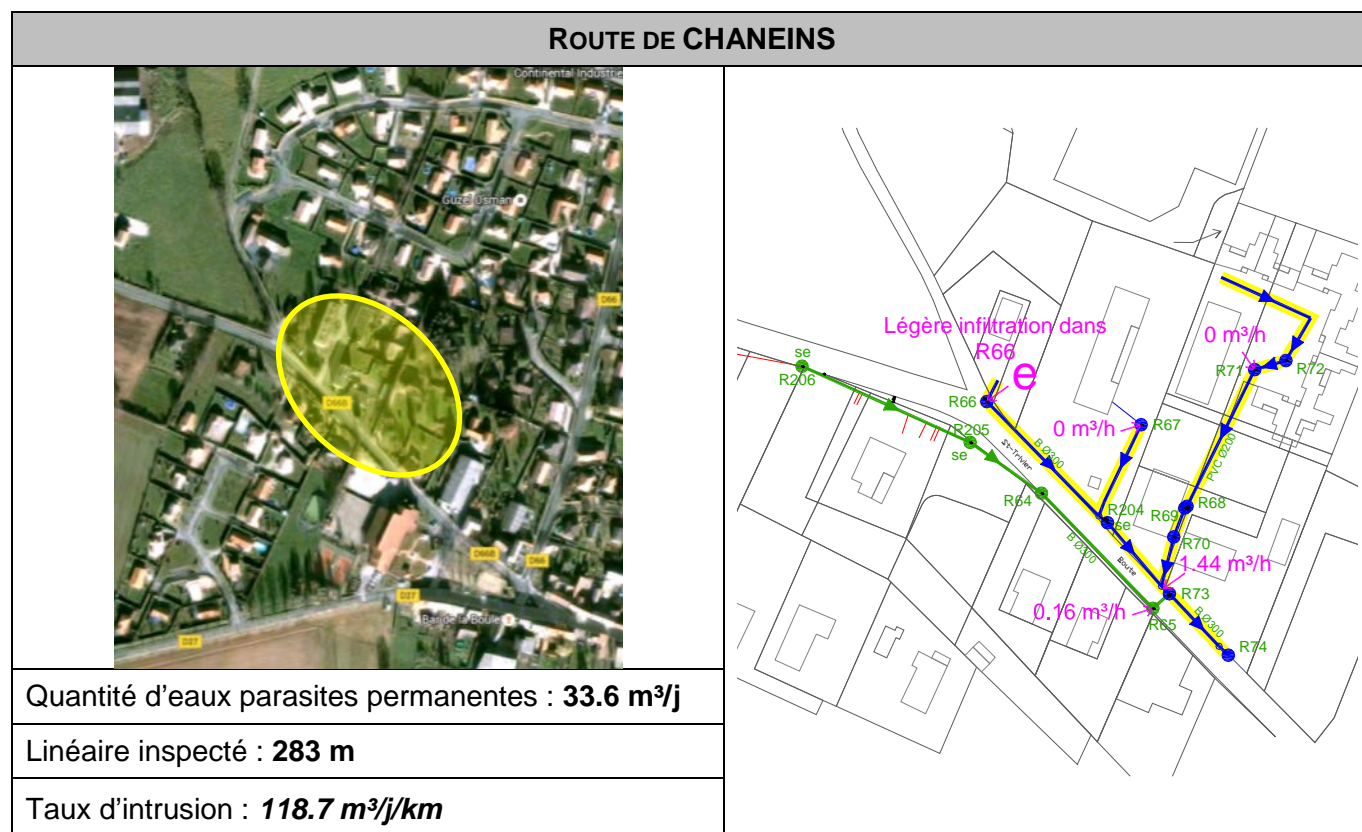 ROUTE DE CHANEINS
Continental Industrie
Guzel Usman
D66
D66B
D66B
D66
D27
Bar de la Boule
D27
Quantité d'eaux parasites permanentes : 33.6 m³/j
Linéaire inspecté : 283 m
Taux d'intrusion : 118.7 m³/j/km
Légère infiltration dans
R66
e
0 m³/h
R71
R72
se
R206
R66
R205
se
St-Trivier
B Ø300
0 m³/h
R67
PVC Ø200
R64
R204
se
R69
R68
R70
B Ø300
Route
1.44 m³/h
R73
0.16 m³/h
R65
B Ø300
R74